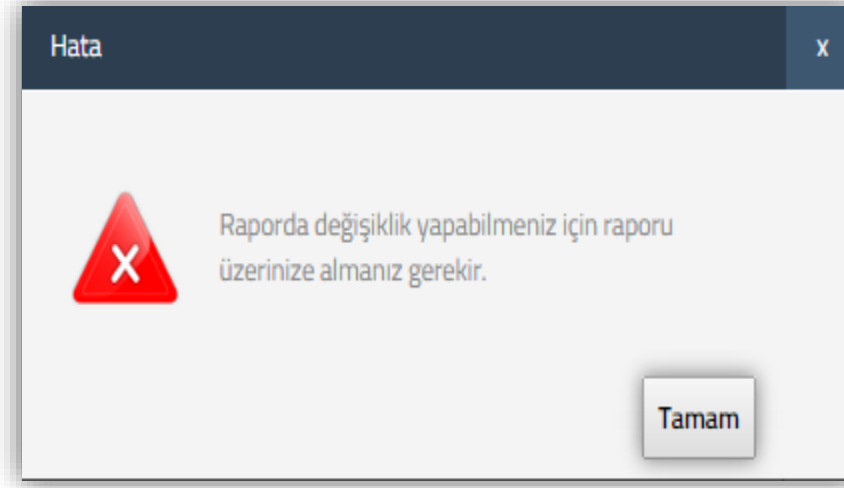 Hata
x
Raporda değişiklik yapabilmeniz için raporu
üzerinize almanız gerekir.
Tamam